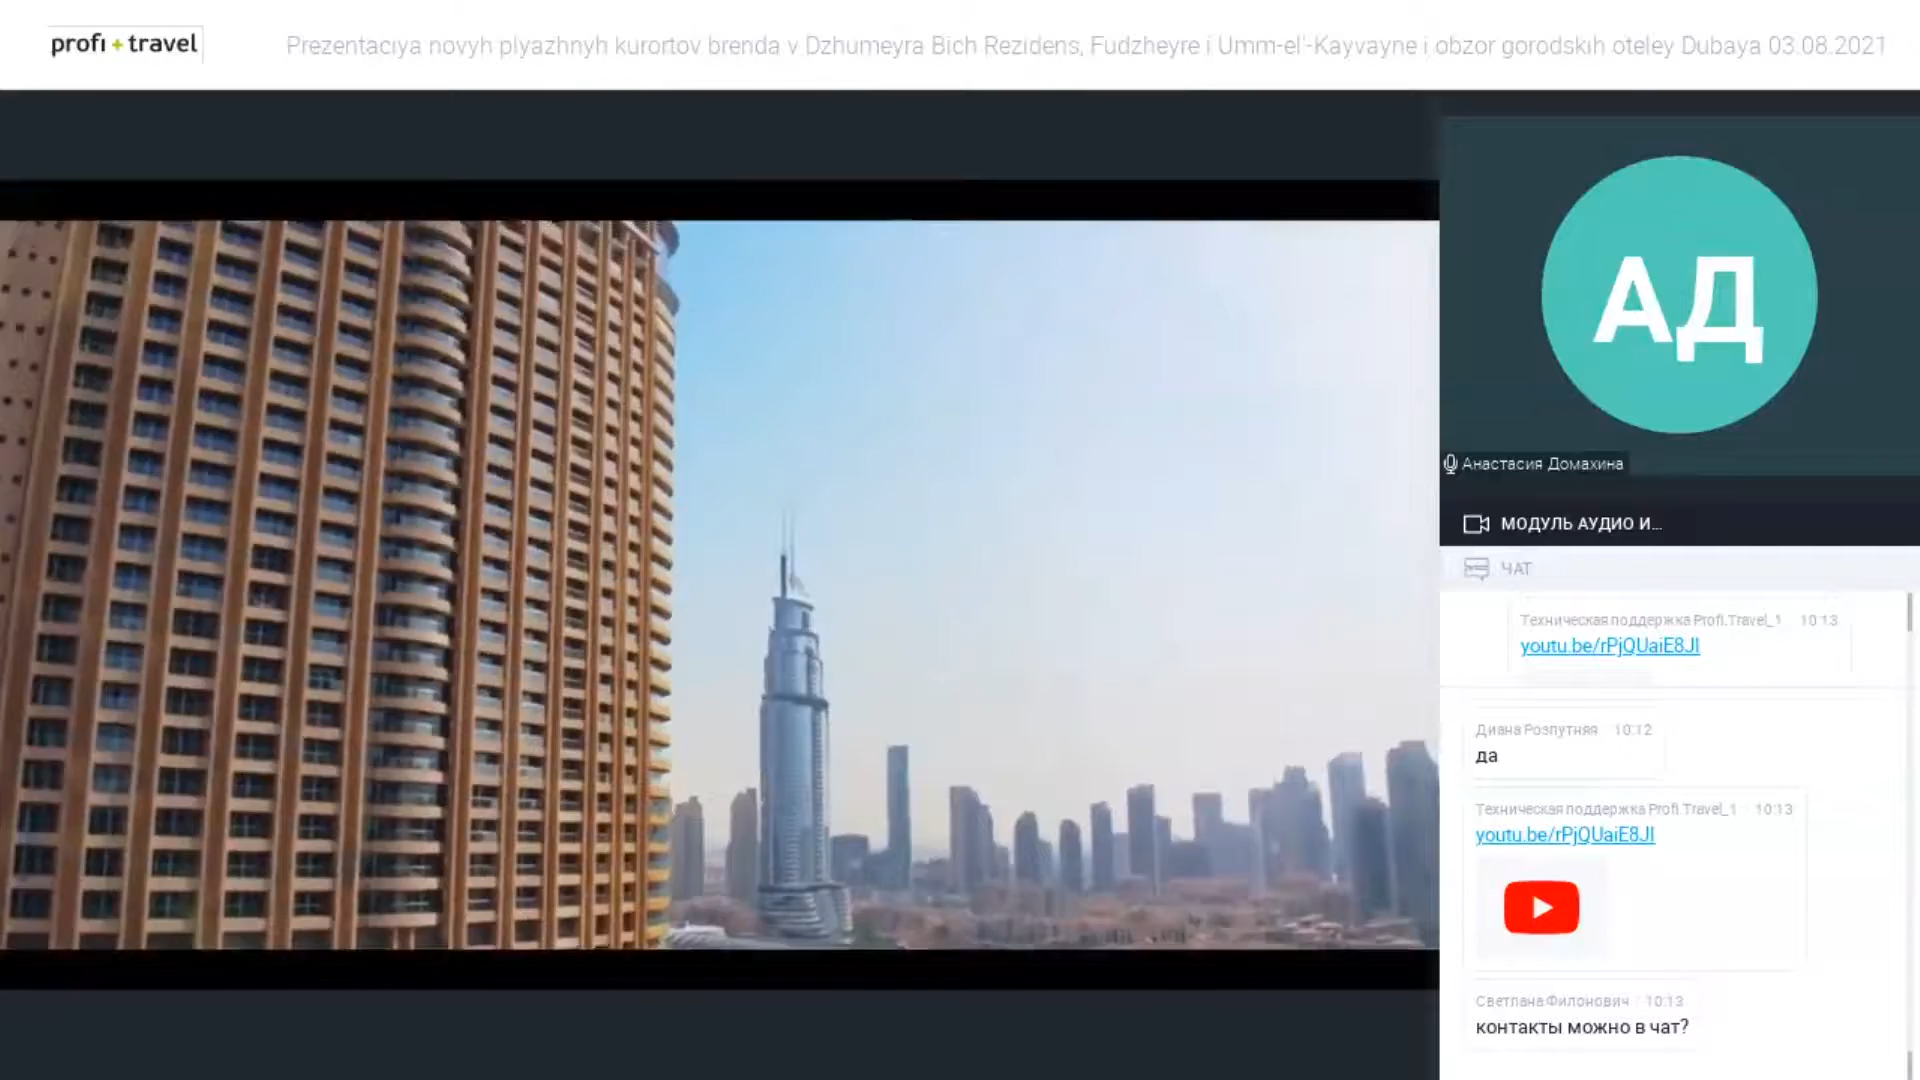 profi + travel
Prezentaciya novyh plyazhnyh kurortov brenda v Dzhumeyra Bich Rezidens, Fudzheyre i Umm-el'-Kayvayne i obzor gorodskih oteley Dubaya 03.08.2021
АД
Анастасия Домахина
МОДУЛЬ АУДИО И...
ЧАТ
Техническая поддержка Profi.Travel_1 10:13
youtu.be/rPjQUaiE8JI
Диана Розпутняя 10:12
да
Техническая поддержка Profi.Travel_1 10:13
youtu.be/rPjQUaiE8JI
Светлана Филонович 10:13
контакты можно в чат?